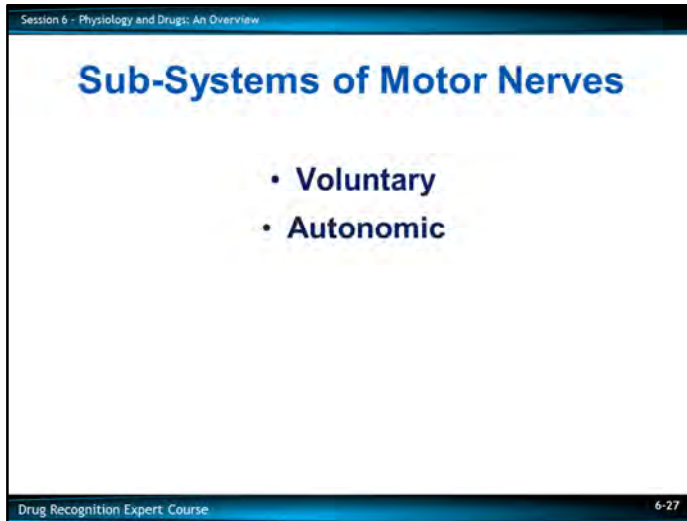 Session 6 - Physiology and Drugs: An Overview
Sub-Systems of Motor Nerves
• Voluntary
• Autonomic
Drug Recognition Expert Course
6-27